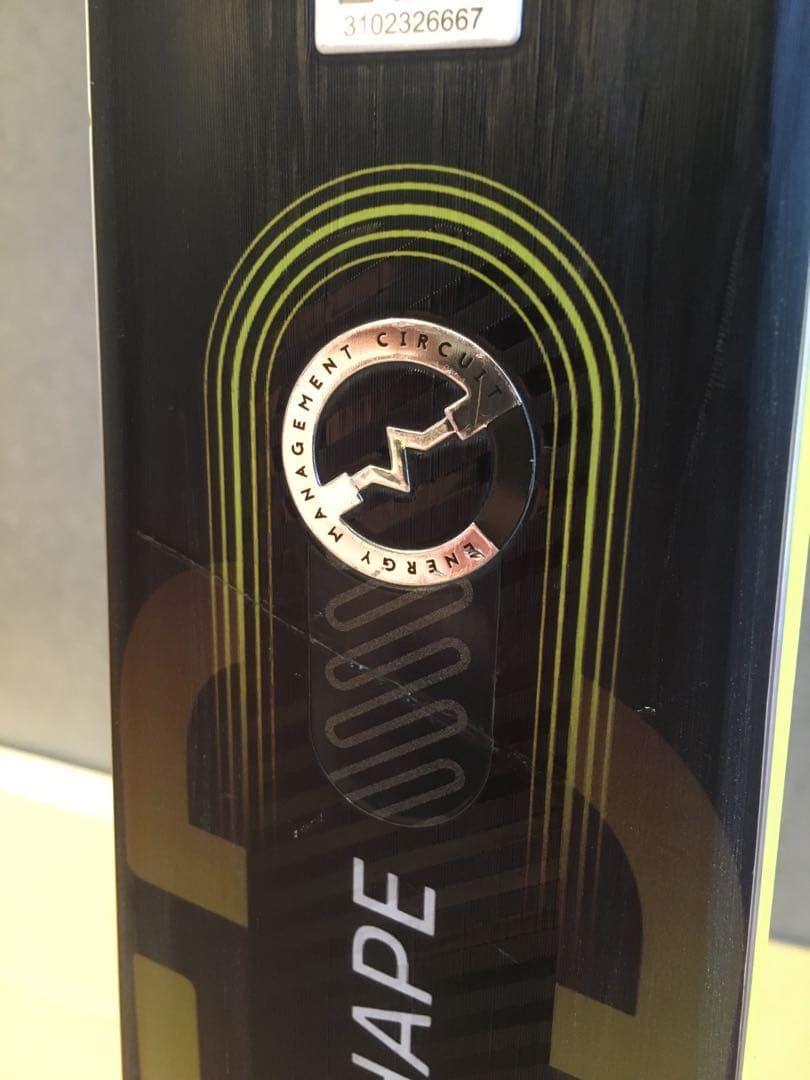 3102326667
ENERGY MANAGEMENT CIRCUIT
HAPE